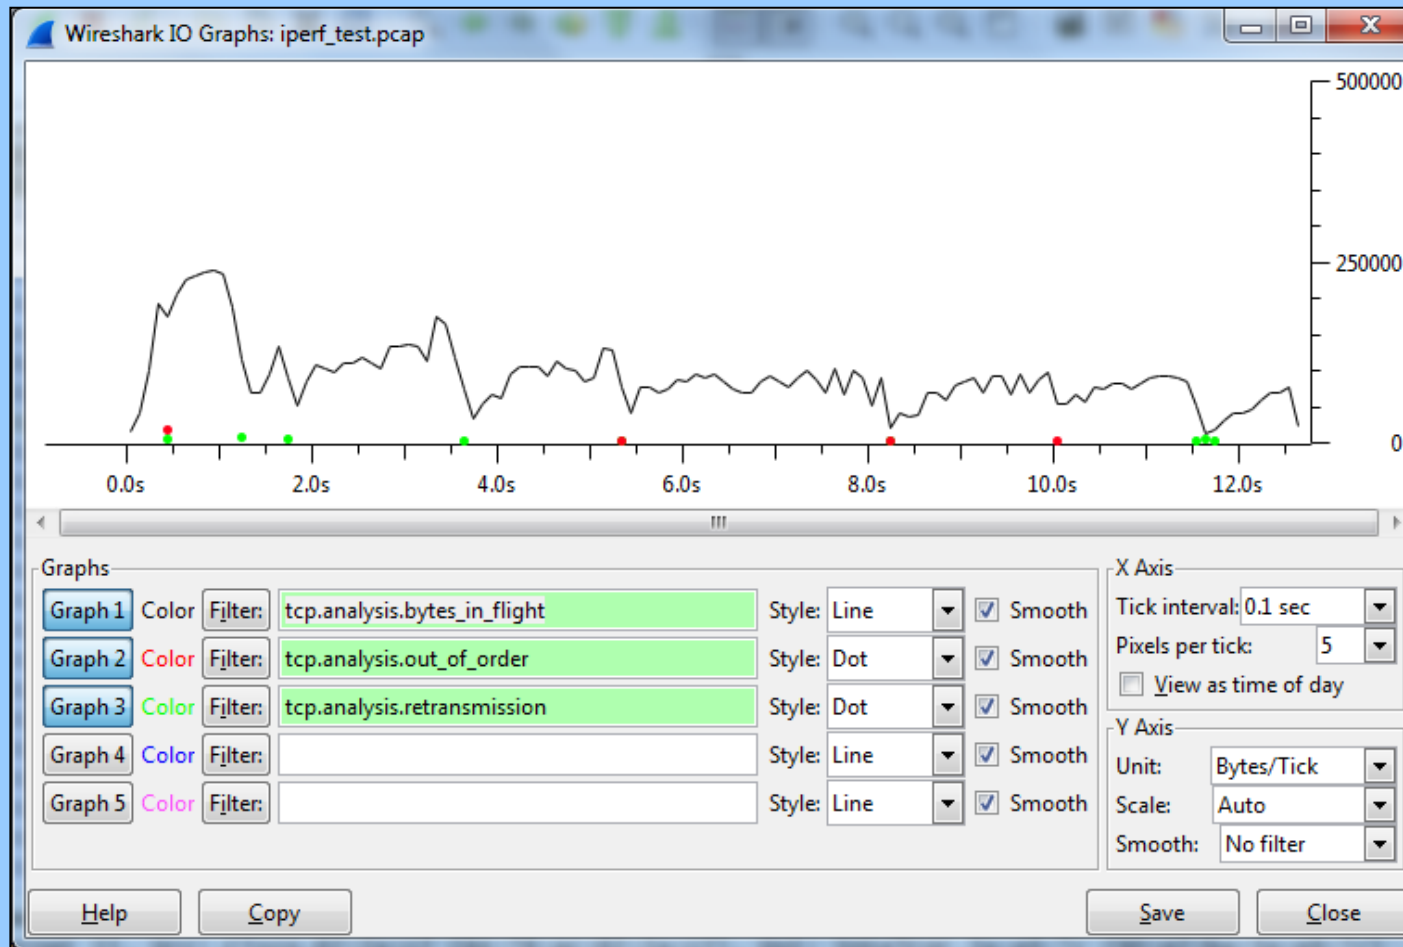 Wireshark IO Graphs: iperf_test.pcap
500000
250000
0
0.0s 2.0s 4.0s 6.0s 8.0s 10.0s 12.0s
Graphs
Graph 1 Color Filter: tcp.analysis.bytes_in_flight Style: Line Smooth
Graph 2 Color Filter: tcp.analysis.out_of_order Style: Dot Smooth
Graph 3 Color Filter: tcp.analysis.retransmission Style: Dot Smooth
Graph 4 Color Filter: Style: Line Smooth
Graph 5 Color Filter: Style: Line Smooth
X Axis
Tick interval: 0.1 sec
Pixels per tick: 5
View as time of day
Y Axis
Unit: Bytes/Tick
Scale: Auto
Smooth: No filter
Help Copy Save Close